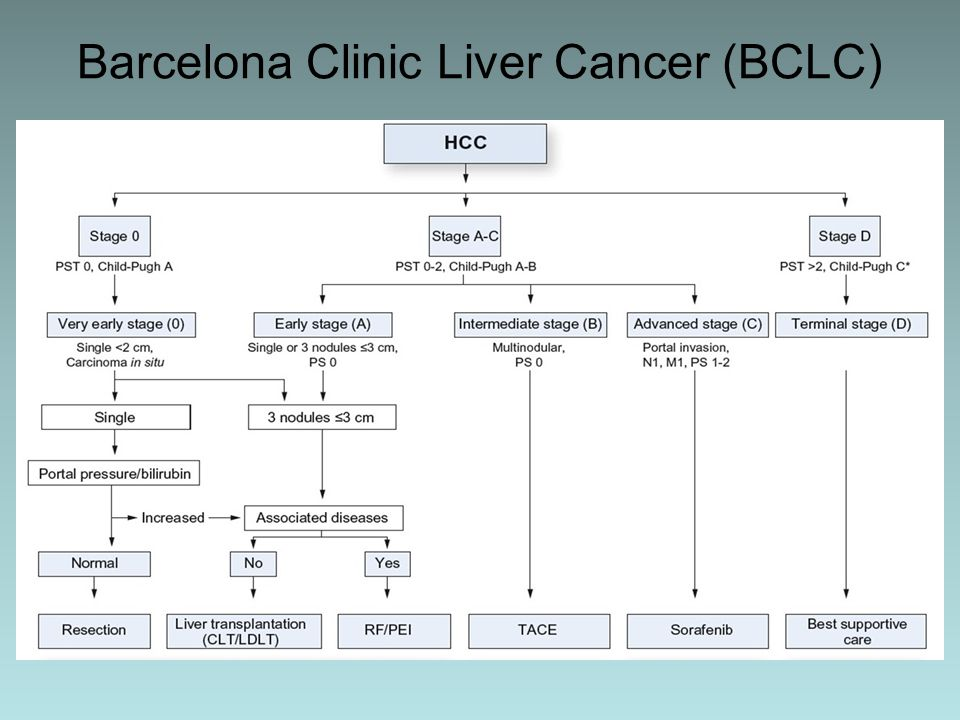 Barcelona Clinic Liver Cancer (BCLC)
HCC
Stage 0
Stage A-C
Stage D
PST 0, Child-Pugh A
PST 0-2, Child-Pugh A-B
PST >2, Child-Pugh C*
Very early stage (0)
Early stage (A)
Intermediate stage (B)
Advanced stage (C)
Terminal stage (D)
Single <2 cm,
Carcinoma in situ
Single or 3 nodules ≤3 cm,
PS 0
Multinodular,
PS 0
Portal invasion,
N1, M1, PS 1-2
Single
3 nodules ≤3 cm
Portal pressure/bilirubin
Increased
Associated diseases
Normal
No
Yes
Resection
Liver transplantation
(CLT/LDLT)
RF/PEI
TACE
Sorafenib
Best supportive
care